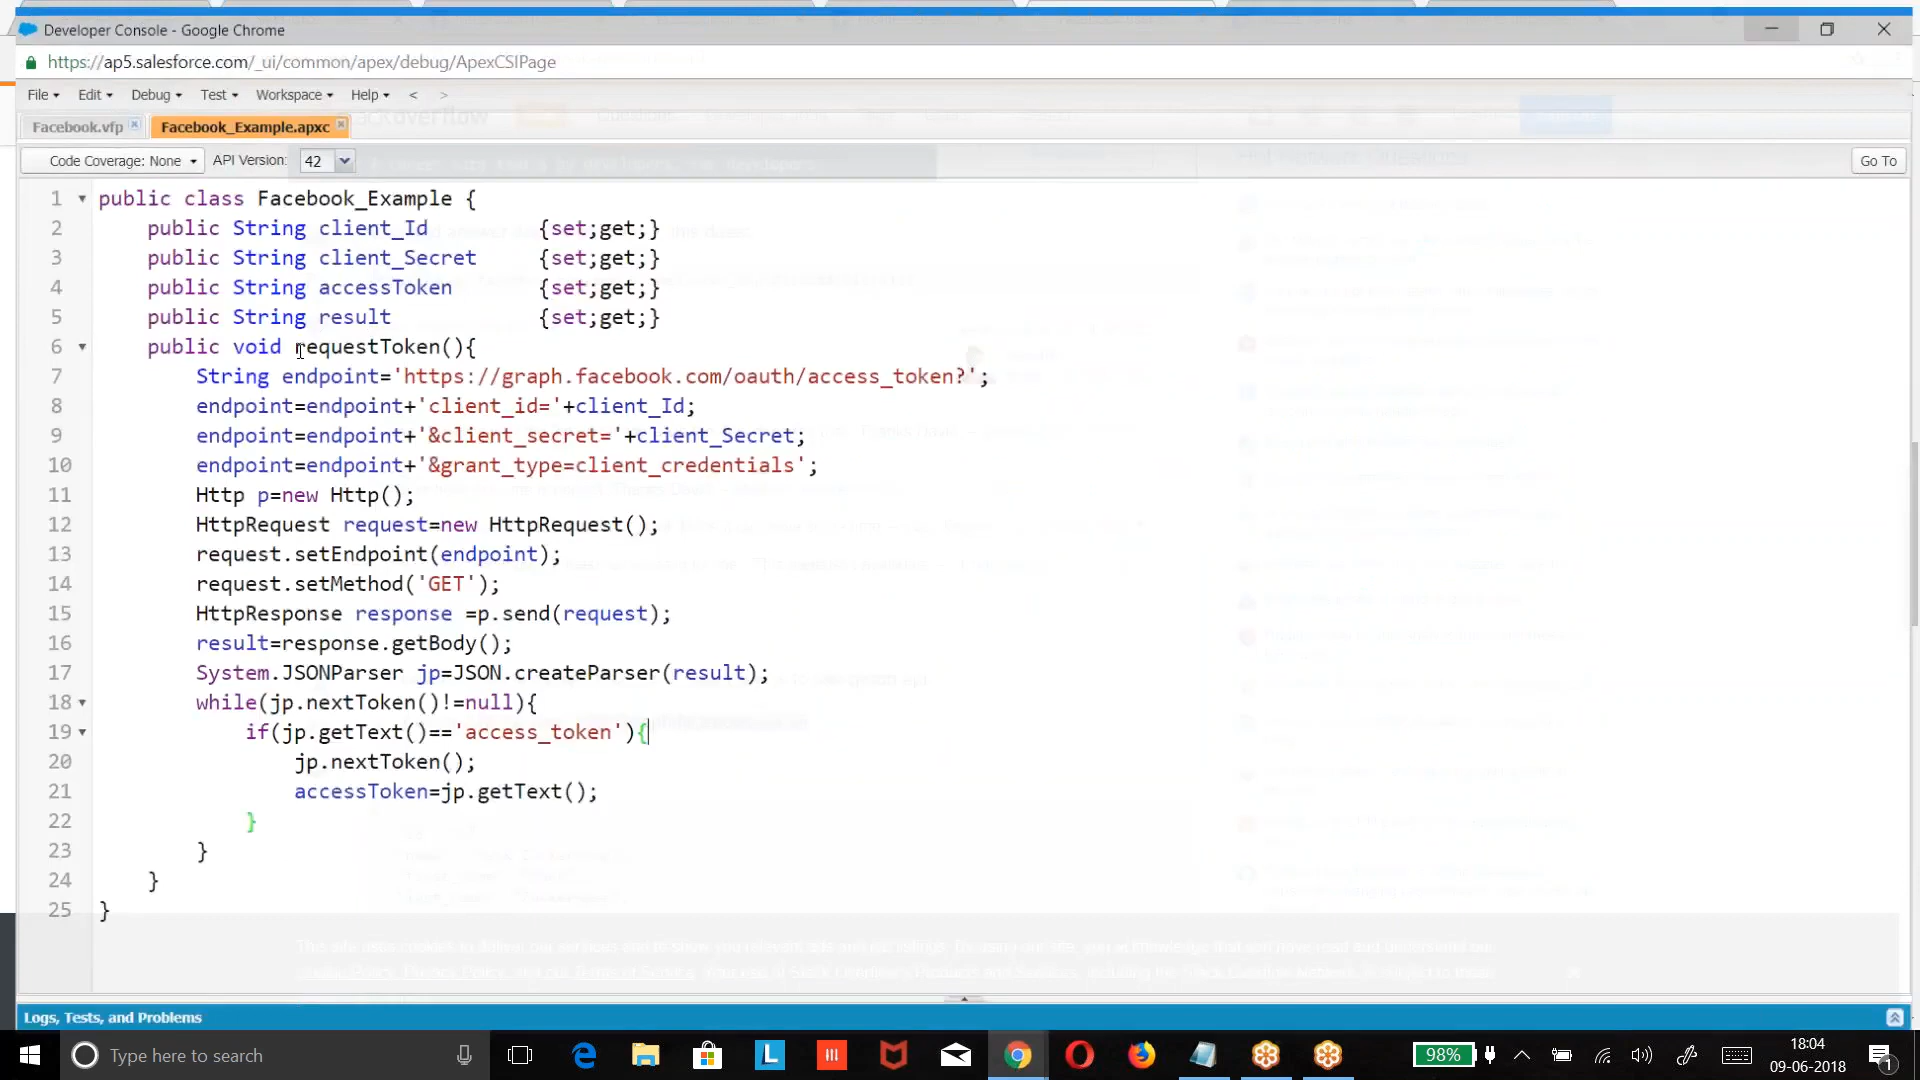 Developer Console - Google Chrome
https://ap5.salesforce.com/_ui/common/apex/debug/ApexCSIPage
File Edit Debug Test Workspace Help < >
Facebook.vfp Facebook_Example.apxc
Code Coverage: None API Version: 42 Go To
1 public class Facebook_Example {
2 public String client_Id {set;get;}
3 public String client_Secret {set;get;}
4 public String accessToken {set;get;}
5 public String result {set;get;}
6 public void requestToken(){
7 String endpoint='https://graph.facebook.com/oauth/access_token?';
8 endpoint=endpoint+'client_id='+client_Id;
9 endpoint=endpoint+'&client_secret='+client_Secret;
10 endpoint=endpoint+'&grant_type=client_credentials';
11 Http p=new Http();
12 HttpRequest request=new HttpRequest();
13 request.setEndpoint(endpoint);
14 request.setMethod('GET');
15 HttpResponse response =p.send(request);
16 result=response.getBody();
17 System.JSONParser jp=JSON.createParser(result);
18 while(jp.nextToken()!=null){
19 if(jp.getText()=='access_token'){
20 jp.nextToken();
21 accessToken=jp.getText();
22 }
23 }
24 }
25 }
Logs, Tests, and Problems
Type here to search
98%
18:04
09-06-2018
1